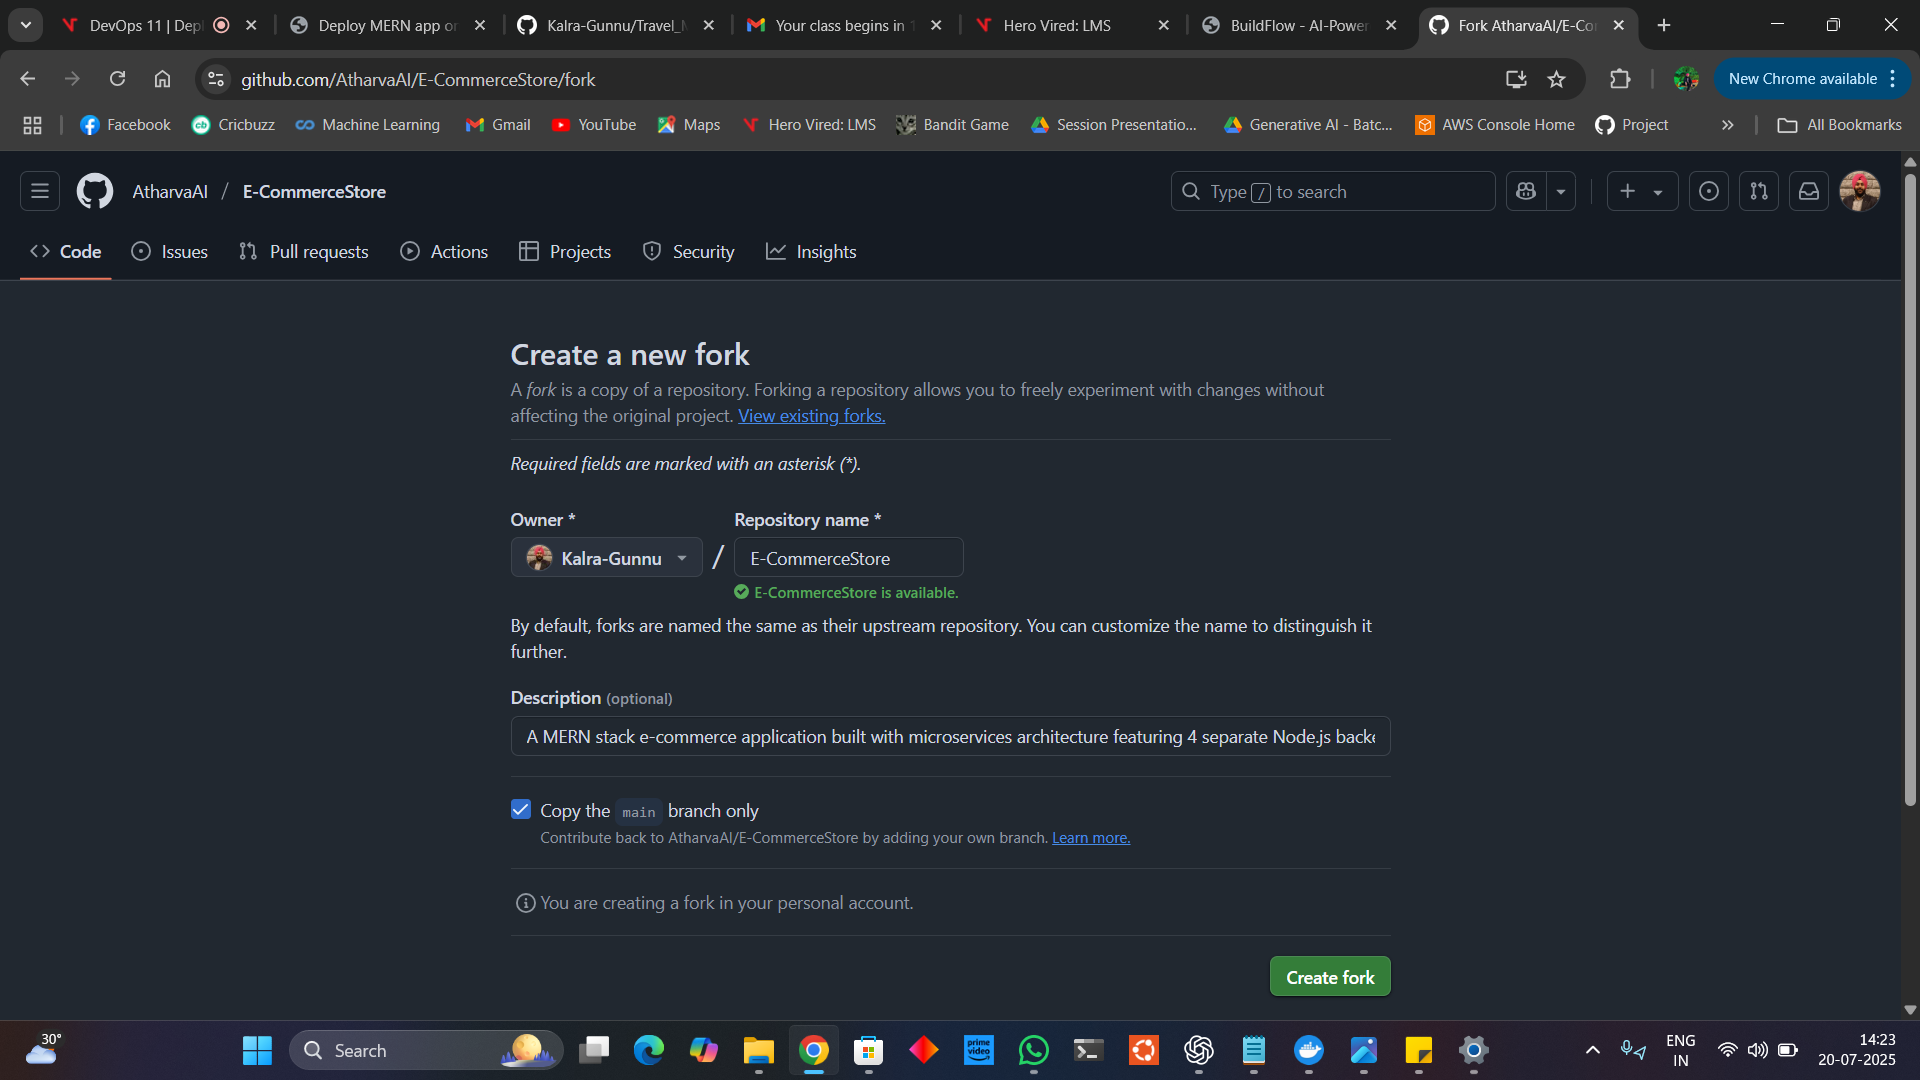 DevOps 11 | Depl
Deploy MERN app on
Kalra-Gunnu/Travel_M
Your class begins in 1
Hero Vired: LMS
BuildFlow - AI-Power
Fork AtharvaAI/E-Co
github.com/AtharvaAI/E-CommerceStore/fork
New Chrome available
Facebook
Cricbuzz
Machine Learning
Gmail
YouTube
Maps
Hero Vired: LMS
Bandit Game
Session Presentatio...
Generative AI - Batc...
AWS Console Home
Project
All Bookmarks
AtharvaAI / E-CommerceStore
Type / to search
Code
Issues
Pull requests
Actions
Projects
Security
Insights
Create a new fork
A fork is a copy of a repository. Forking a repository allows you to freely experiment with changes without
affecting the original project. View existing forks.
Required fields are marked with an asterisk (*).
Owner *
Repository name *
Kalra-Gunnu / E-CommerceStore
E-CommerceStore is available.
By default, forks are named the same as their upstream repository. You can customize the name to distinguish it
further.
Description (optional)
A MERN stack e-commerce application built with microservices architecture featuring 4 separate Node.js backe
Copy the main branch only
Contribute back to AtharvaAI/E-CommerceStore by adding your own branch. Learn more.
You are creating a fork in your personal account.
Create fork
30°
Search
prime video
ENG
IN
14:23
20-07-2025